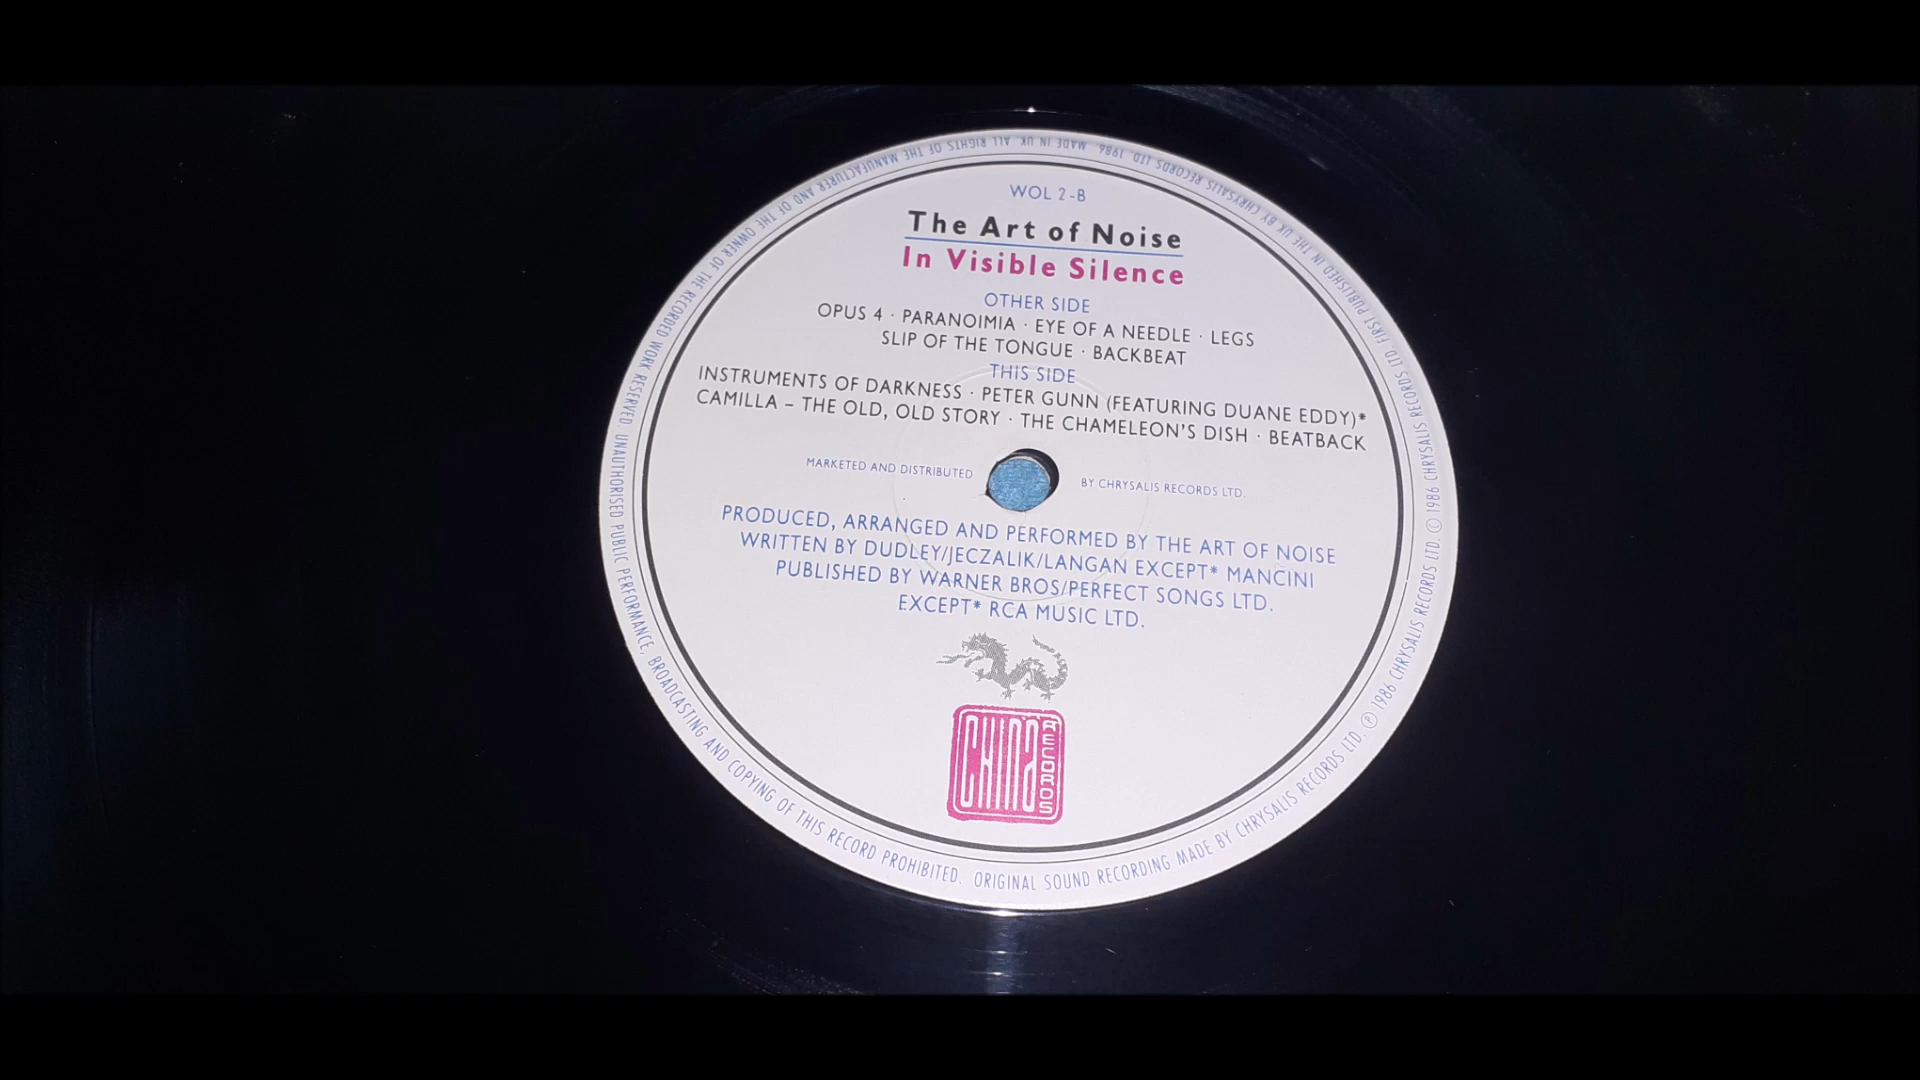 WOL 2-B
The Art of Noise
In Visible Silence
OTHER SIDE
OPUS 4 · PARANOIMIA · EYE OF A NEEDLE · LEGS
SLIP OF THE TONGUE · BACKBEAT
THIS SIDE
INSTRUMENTS OF DARKNESS · PETER GUNN (FEATURING DUANE EDDY)*
CAMILLA – THE OLD, OLD STORY · THE CHAMELEON'S DISH · BEATBACK
MARKETED AND DISTRIBUTED BY CHRYSALIS RECORDS LTD.
PRODUCED, ARRANGED AND PERFORMED BY THE ART OF NOISE
WRITTEN BY DUDLEY/JECZALIK/LANGAN EXCEPT* MANCINI
PUBLISHED BY WARNER BROS/PERFECT SONGS LTD.
EXCEPT* RCA MUSIC LTD.
CHINA RECORDS
ORIGINAL SOUND RECORDING MADE BY CHRYSALIS RECORDS LTD. ℗ 1986 CHRYSALIS RECORDS LTD. © 1986 CHRYSALIS RECORDS LTD. FIRST PUBLISHED IN THE UK BY CHRYSALIS RECORDS LTD. 1986. MADE IN UK ALL RIGHTS OF THE MANUFACTURER AND OF THE OWNER OF THE RECORDED WORK RESERVED. UNAUTHORISED PUBLIC PERFORMANCE, BROADCASTING AND COPYING OF THIS RECORD PROHIBITED.